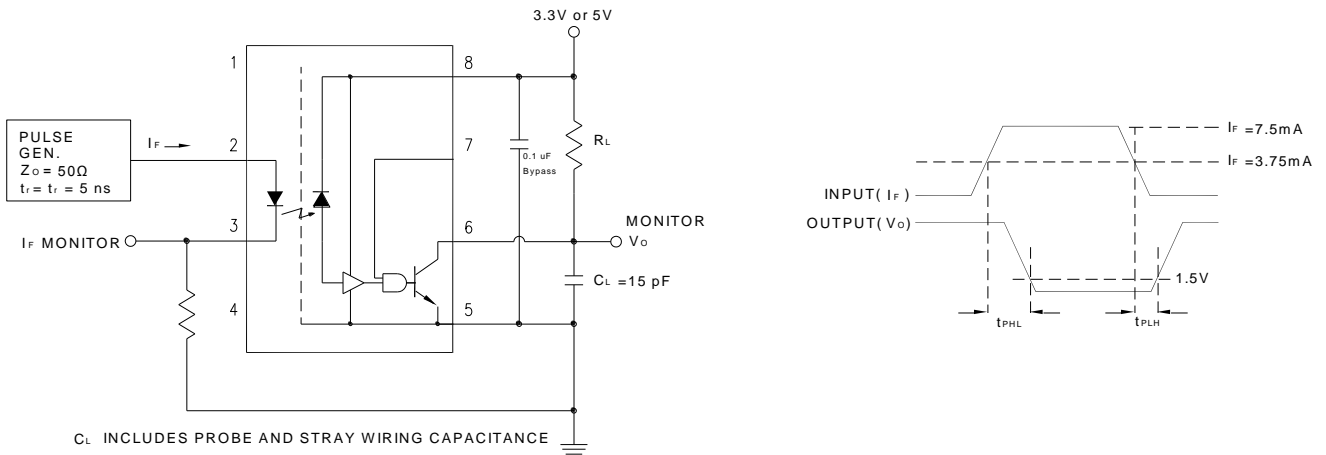 3.3V or 5V
1
8
PULSE
GEN.
Zo = 50Ω
tr = tr = 5 ns
IF
2
7
0.1 uF
Bypass
RL
3
6
IF MONITOR
MONITOR
Vo
CL =15 pF
4
5
CL INCLUDES PROBE AND STRAY WIRING CAPACITANCE
IF =7.5mA
IF =3.75mA
INPUT( IF )
OUTPUT( Vo)
1.5V
tPHL
tPLH